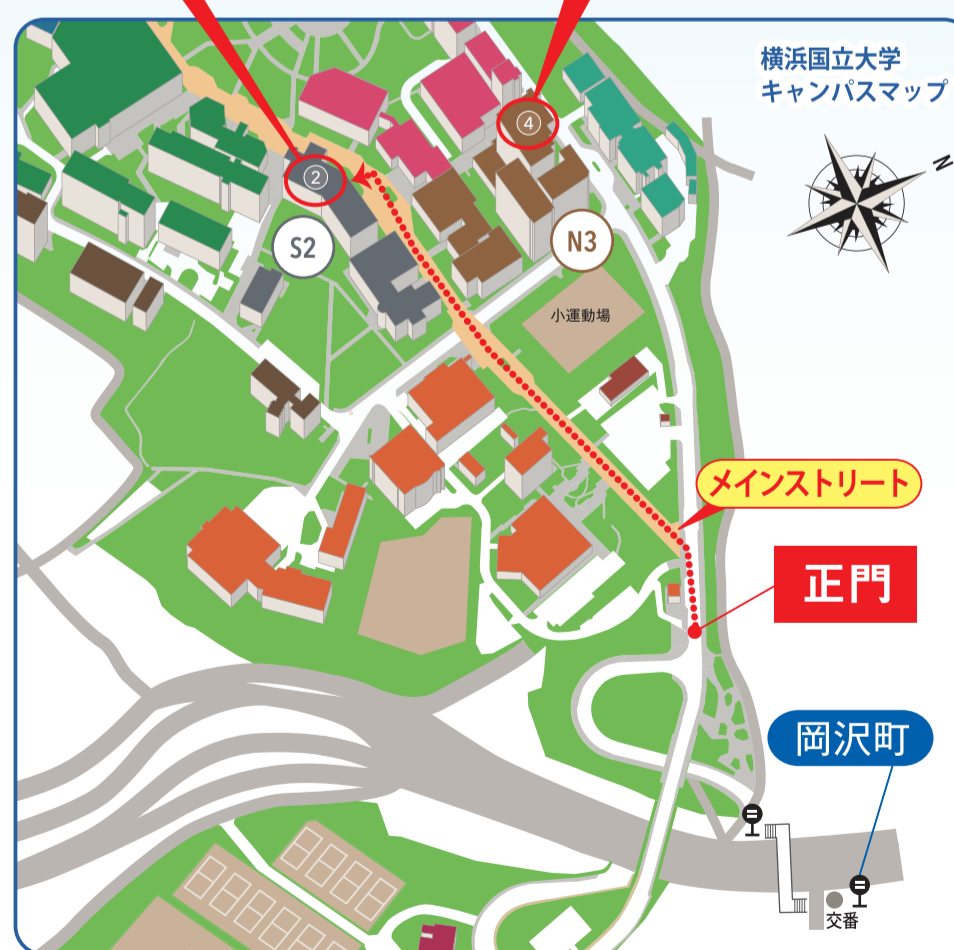 横浜国立大学
キャンパスマップ
N
④
②
S2
N3
小運動場
メインストリート
正門
岡沢町
交番